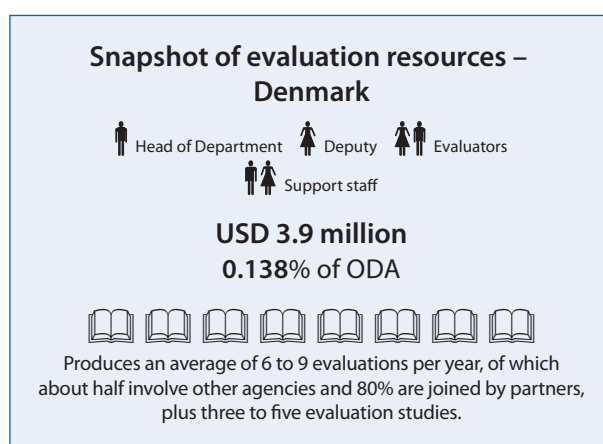 Snapshot of evaluation resources –
Denmark
Head of Department Deputy Evaluators
Support staff
USD 3.9 million
0.138% of ODA
Produces an average of 6 to 9 evaluations per year, of which
about half involve other agencies and 80% are joined by partners,
plus three to five evaluation studies.